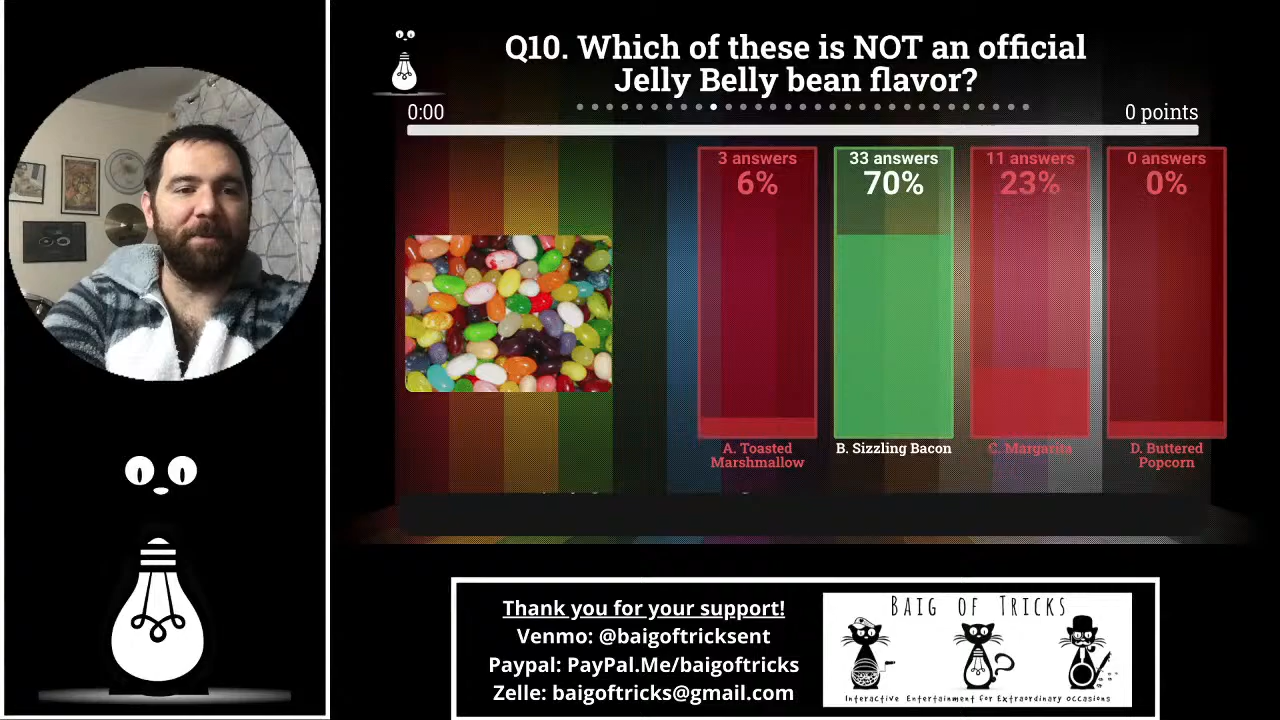 Q10. Which of these is NOT an official
Jelly Belly bean flavor?
0:00
0 points
3 answers
6%
33 answers
70%
11 answers
23%
0 answers
0%
A. Toasted
Marshmallow
B. Sizzling Bacon
C. Margarita
D. Buttered
Popcorn
Thank you for your support!
Venmo: @baigoftricksent
Paypal: PayPal.Me/baigoftricks
Zelle: baigoftricks@gmail.com
BAIG OF TRICKS
Interactive Entertainment for Extraordinary occasions